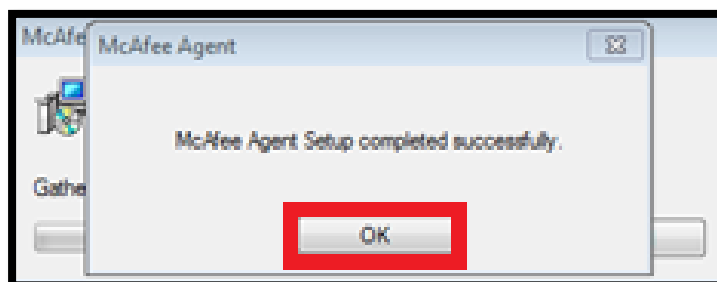 McAfe
McAfee Agent
McAfee Agent Setup completed successfully.
Gathe
OK